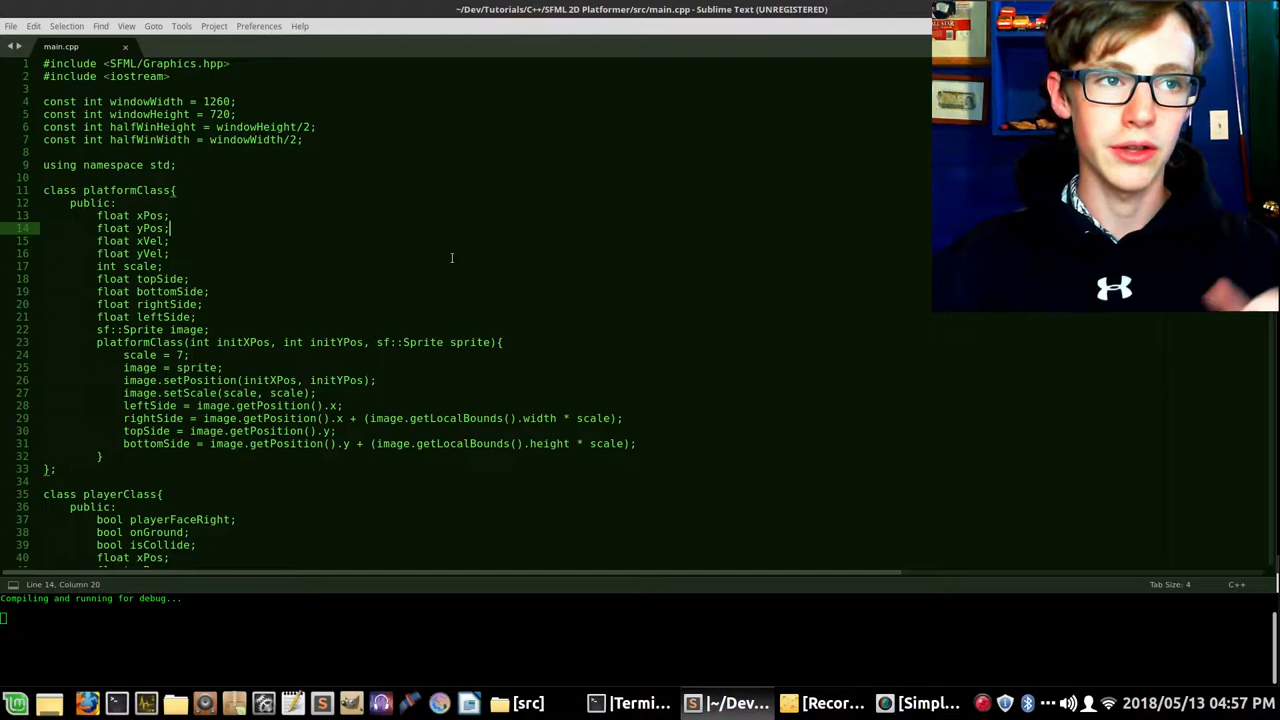 ~/Dev/Tutorials/C++/SFML 2D Platformer/src/main.cpp - Sublime Text (UNREGISTERED)
File Edit Selection Find View Goto Tools Project Preferences Help
main.cpp ×
1 #include <SFML/Graphics.hpp>
2 #include <iostream>
3
4 const int windowWidth = 1260;
5 const int windowHeight = 720;
6 const int halfWinHeight = windowHeight/2;
7 const int halfWinWidth = windowWidth/2;
8
9 using namespace std;
10
11 class platformClass{
12 public:
13 float xPos;
14 float yPos;
15 float xVel;
16 float yVel;
17 int scale;
18 float topSide;
19 float bottomSide;
20 float rightSide;
21 float leftSide;
22 sf::Sprite image;
23 platformClass(int initXPos, int initYPos, sf::Sprite sprite){
24 scale = 7;
25 image = sprite;
26 image.setPosition(initXPos, initYPos);
27 image.setScale(scale, scale);
28 leftSide = image.getPosition().x;
29 rightSide = image.getPosition().x + (image.getLocalBounds().width * scale);
30 topSide = image.getPosition().y;
31 bottomSide = image.getPosition().y + (image.getLocalBounds().height * scale);
32 }
33 };
34
35 class playerClass{
36 public:
37 bool playerFaceRight;
38 bool onGround;
39 bool isCollide;
40 float xPos;
Line 14, Column 20 Tab Size: 4 C++
Compiling and running for debug...
[src] |Termi... |~/Dev... [Recor... [Simpl... 2018/05/13 04:57 PM